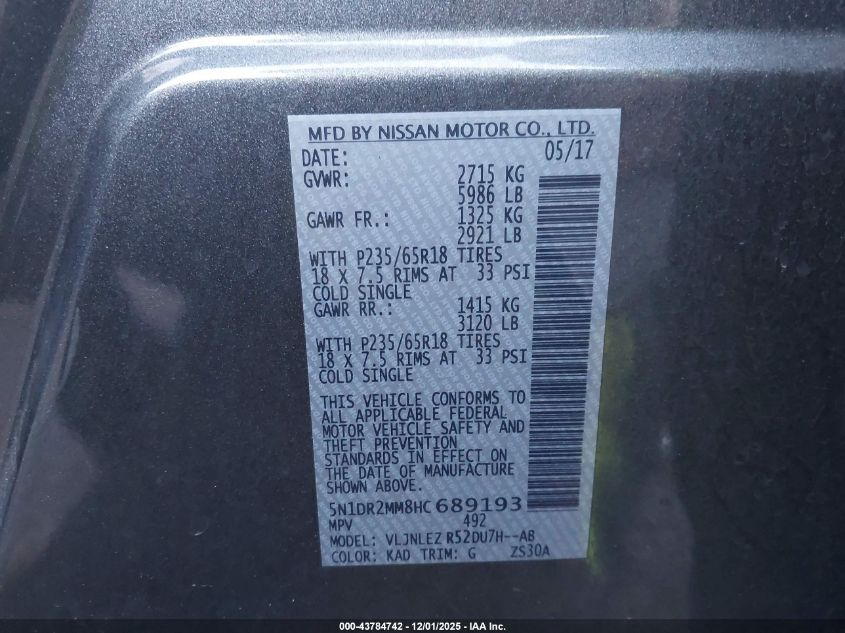 MFD BY NISSAN MOTOR CO., LTD.
DATE: 05/17
GVWR: 2715 KG
5986 LB
GAWR FR.: 1325 KG
2921 LB
WITH P235/65R18 TIRES
18 X 7.5 RIMS AT 33 PSI
COLD SINGLE
GAWR RR.: 1415 KG
3120 LB
WITH P235/65R18 TIRES
18 X 7.5 RIMS AT 33 PSI
COLD SINGLE
THIS VEHICLE CONFORMS TO
ALL APPLICABLE FEDERAL
MOTOR VEHICLE SAFETY AND
THEFT PREVENTION
STANDARDS IN EFFECT ON
THE DATE OF MANUFACTURE
SHOWN ABOVE.
5N1DR2MM8HC689193
MPV 492
MODEL: VLJNLEZ R52DU7H--AB
COLOR: KAD TRIM: G ZS30A
000-43784742 - 12/01/2025 - IAA Inc.